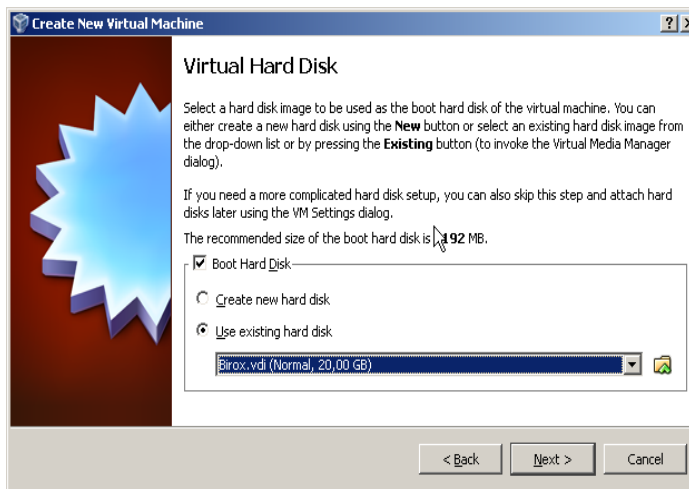 Create New Virtual Machine
Virtual Hard Disk
Select a hard disk image to be used as the boot hard disk of the virtual machine. You can
either create a new hard disk using the New button or select an existing hard disk image from
the drop-down list or by pressing the Existing button (to invoke the Virtual Media Manager
dialog).
If you need a more complicated hard disk setup, you can also skip this step and attach hard
disks later using the VM Settings dialog.
The recommended size of the boot hard disk is 192 MB.
Boot Hard Disk
Create new hard disk
Use existing hard disk
Birox.vdi (Normal, 20,00 GB)
< Back Next > Cancel